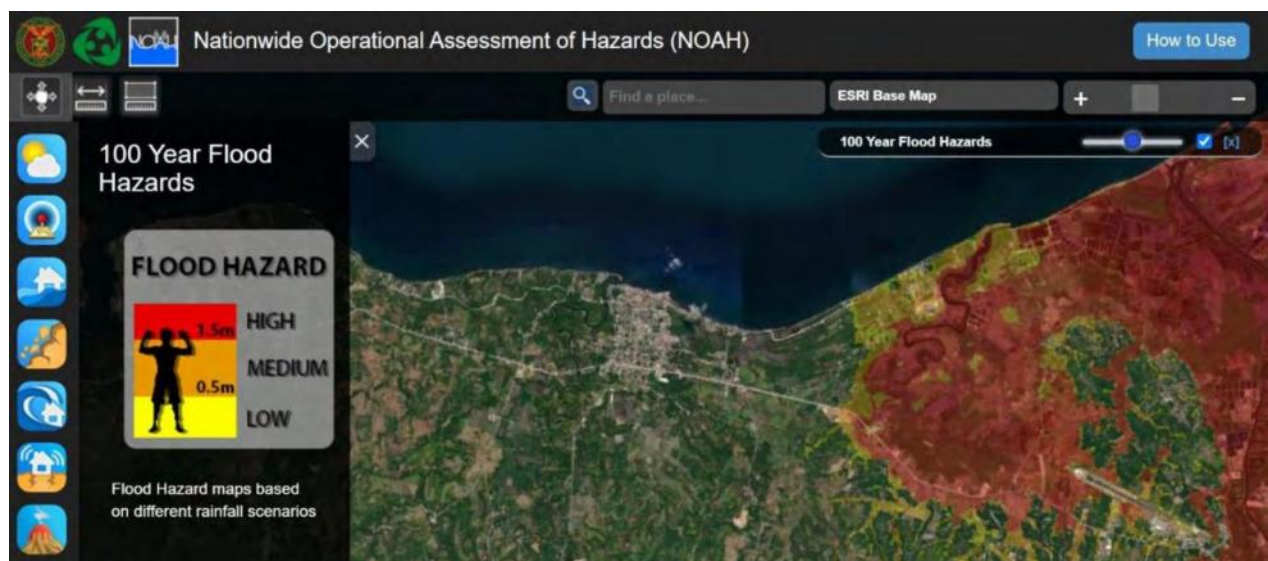 NOAH
Nationwide Operational Assessment of Hazards (NOAH)
How to Use
Find a place...
ESRI Base Map
+
−
100 Year Flood Hazards
[x]
100 Year Flood
Hazards
FLOOD HAZARD
1.5m
HIGH
MEDIUM
0.5m
LOW
Flood Hazard maps based
on different rainfall scenarios